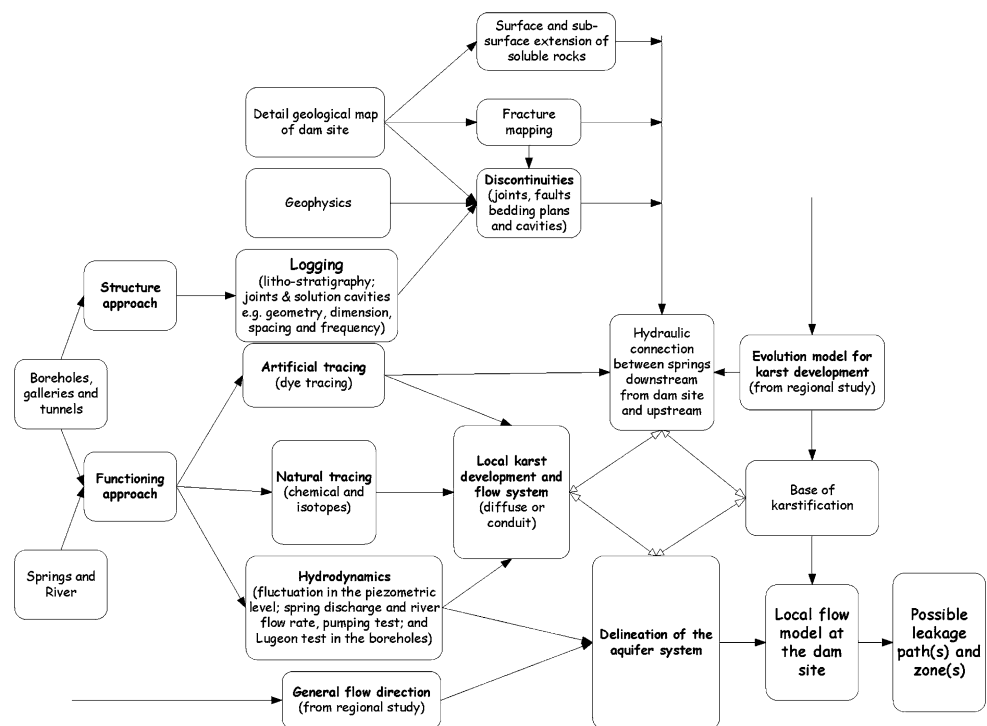 Surface and sub-
surface extension of
soluble rocks
Detail geological map
of dam site
Fracture
mapping
Geophysics
Discontinuities
(joints, faults
bedding plans
and cavities)
Structure
approach
Logging
(litho-stratigraphy;
joints & solution cavities
e.g. geometry, dimension,
spacing and frequency)
Boreholes,
galleries and
tunnels
Artificial tracing
(dye tracing)
Hydraulic
connection
between springs
downstream
from dam site
and upstream
Evolution model for
karst development
(from regional study)
Functioning
approach
Natural tracing
(chemical and
isotopes)
Local karst
development and
flow system
(diffuse or
conduit)
Base of
karstification
Springs and
River
Hydrodynamics
(fluctuation in the piezometric
level; spring discharge and river
flow rate, pumping test; and
Lugeon test in the boreholes)
Delineation of the
aquifer system
Local flow
model at
the dam
site
Possible
leakage
path(s) and
zone(s)
General flow direction
(from regional study)